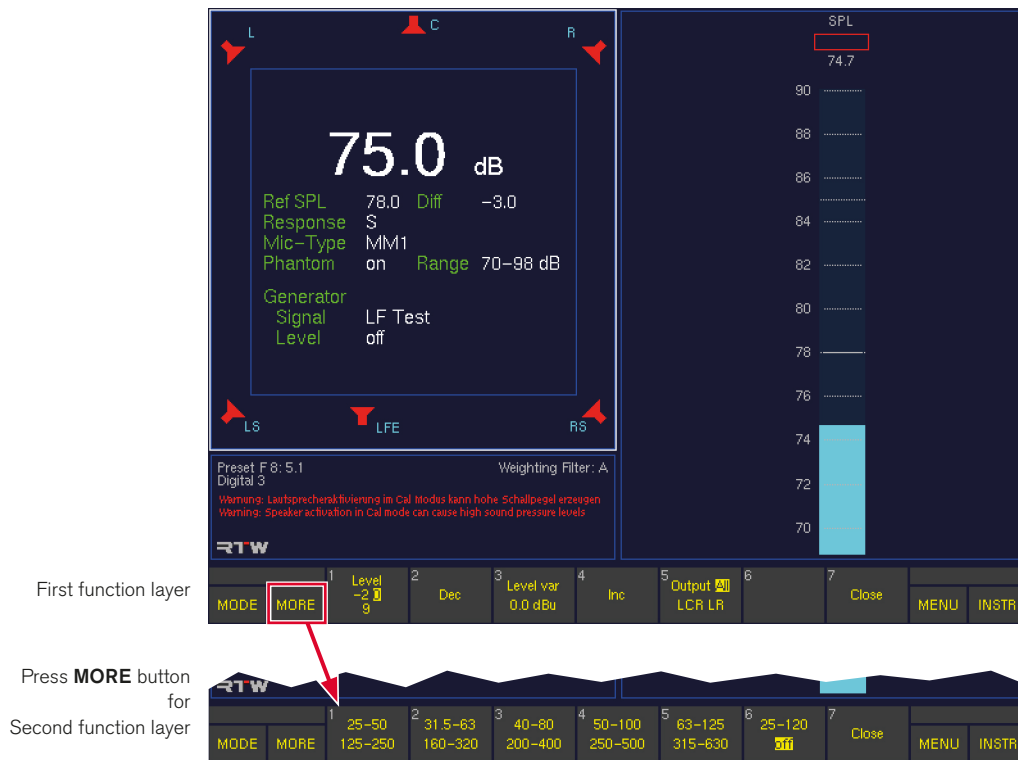 L
C
R
75.0 dB
Ref SPL 78.0 Diff −3.0
Response S
Mic−Type MM1
Phantom on Range 70−98 dB
Generator
Signal LF Test
Level off
LS
LFE
RS
Preset F 8: 5.1 Weighting Filter: A
Digital 3
Warnung: Lautsprecheraktivierung im Cal Modus kann hohe Schallpegel erzeugen
Warning: Speaker activation in Cal mode can cause high sound pressure levels
RTW
SPL
74.7
90
88
86
84
82
80
78
76
74
72
70
First function layer
MODE
MORE
1 Level
−2 0
9
2 Dec
3 Level var
0.0 dBu
4 Inc
5 Output All
LCR LR
6
7 Close
MENU
INSTR
Press MORE button
for
Second function layer
RTW
MODE
MORE
1 25−50
125−250
2 31.5−63
160−320
3 40−80
200−400
4 50−100
250−500
5 63−125
315−630
6 25−120
off
7 Close
MENU
INSTR